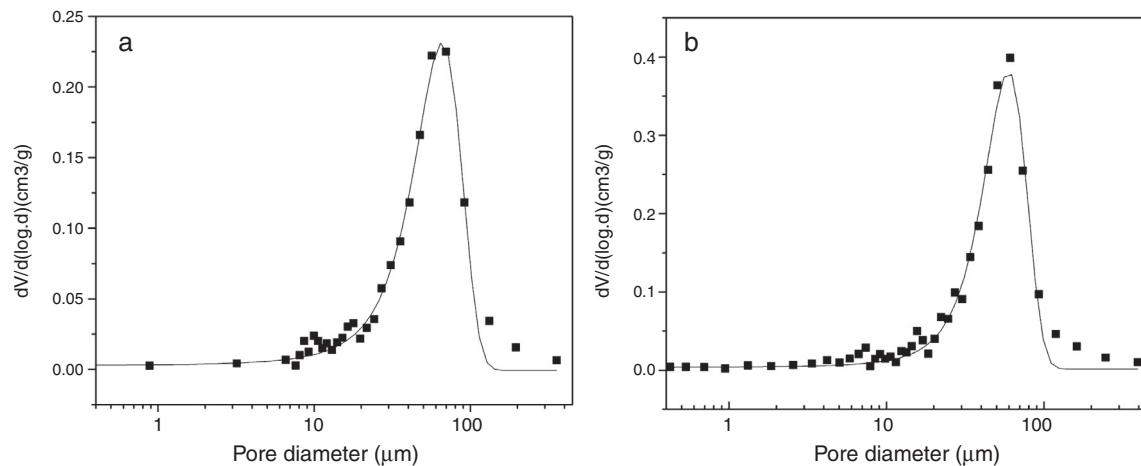 a
0.25
0.20
0.15
0.10
0.05
0.00
dV/d(log.d)(cm3/g)
1 10 100
Pore diameter (μm)
b
0.4
0.3
0.2
0.1
0.0
dV/d(log.d)(cm3/g)
1 10 100
Pore diameter (μm)